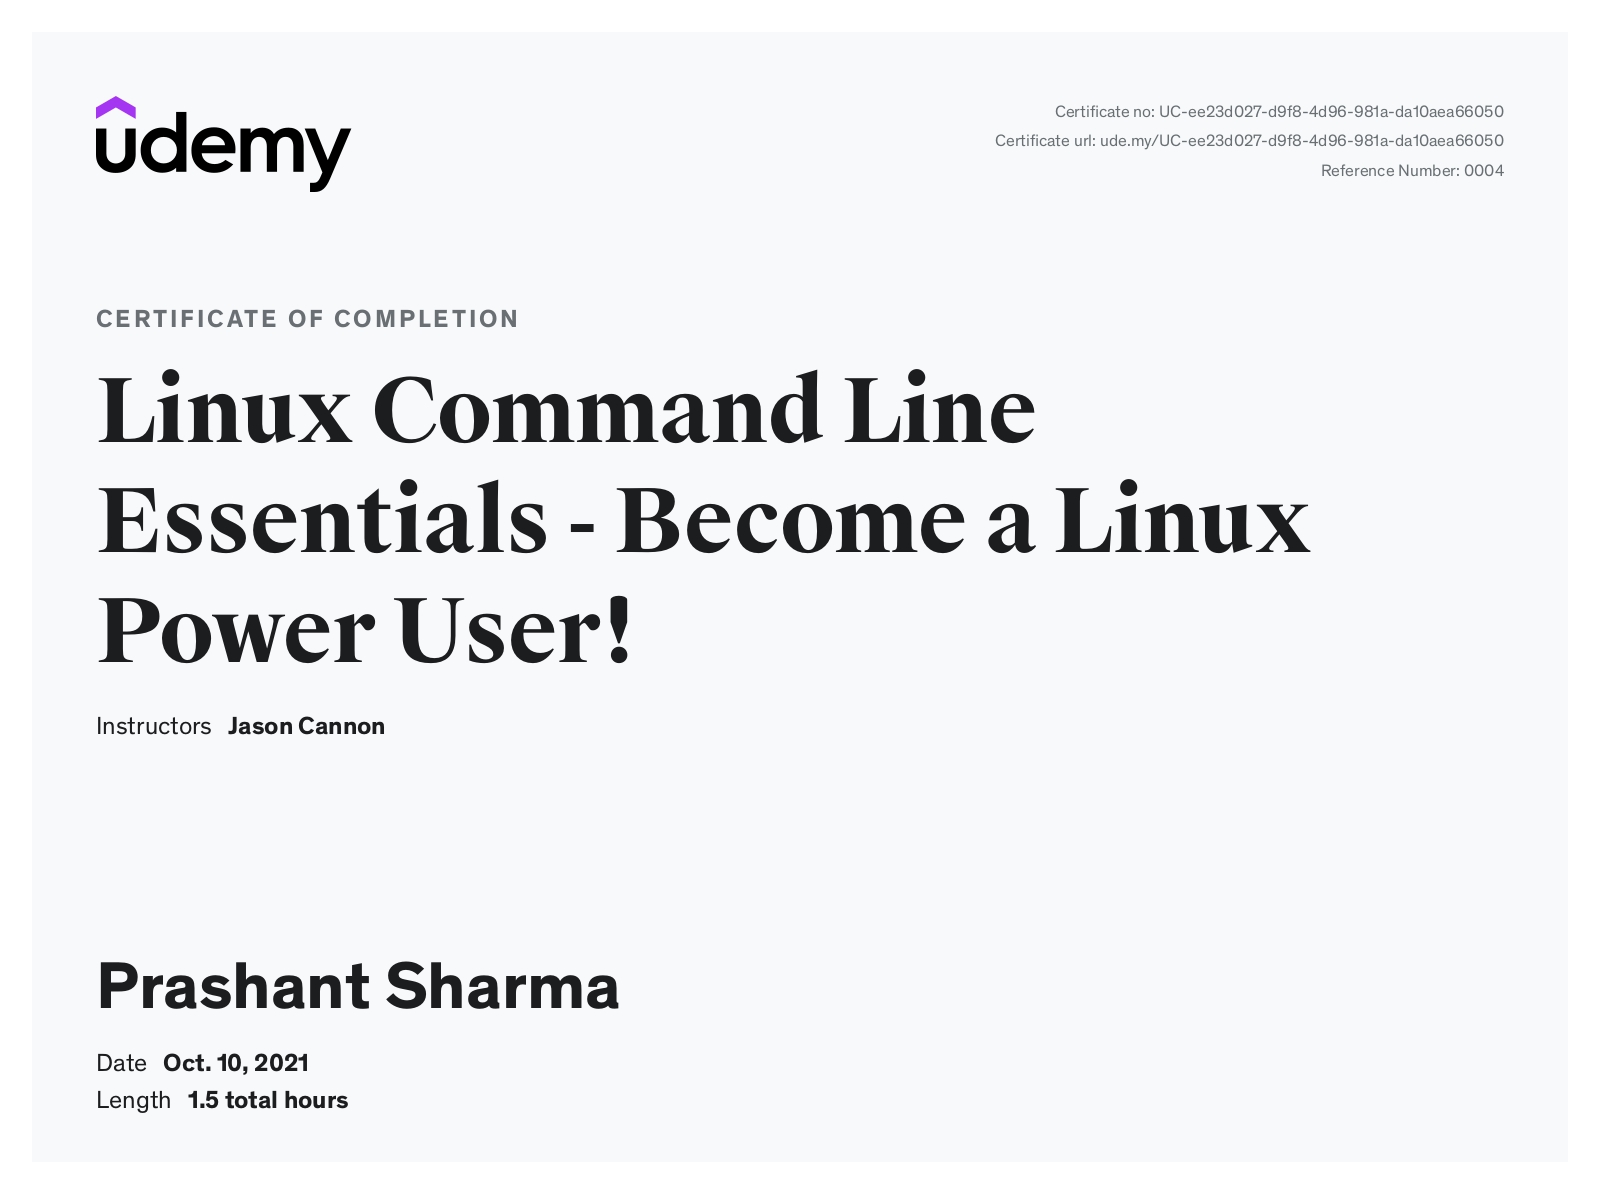 udemy
Certificate no: UC-ee23d027-d9f8-4d96-981a-da10aea66050
Certificate url: ude.my/UC-ee23d027-d9f8-4d96-981a-da10aea66050
Reference Number: 0004
CERTIFICATE OF COMPLETION
Linux Command Line
Essentials - Become a Linux
Power User!
Instructors Jason Cannon
Prashant Sharma
Date Oct. 10, 2021
Length 1.5 total hours